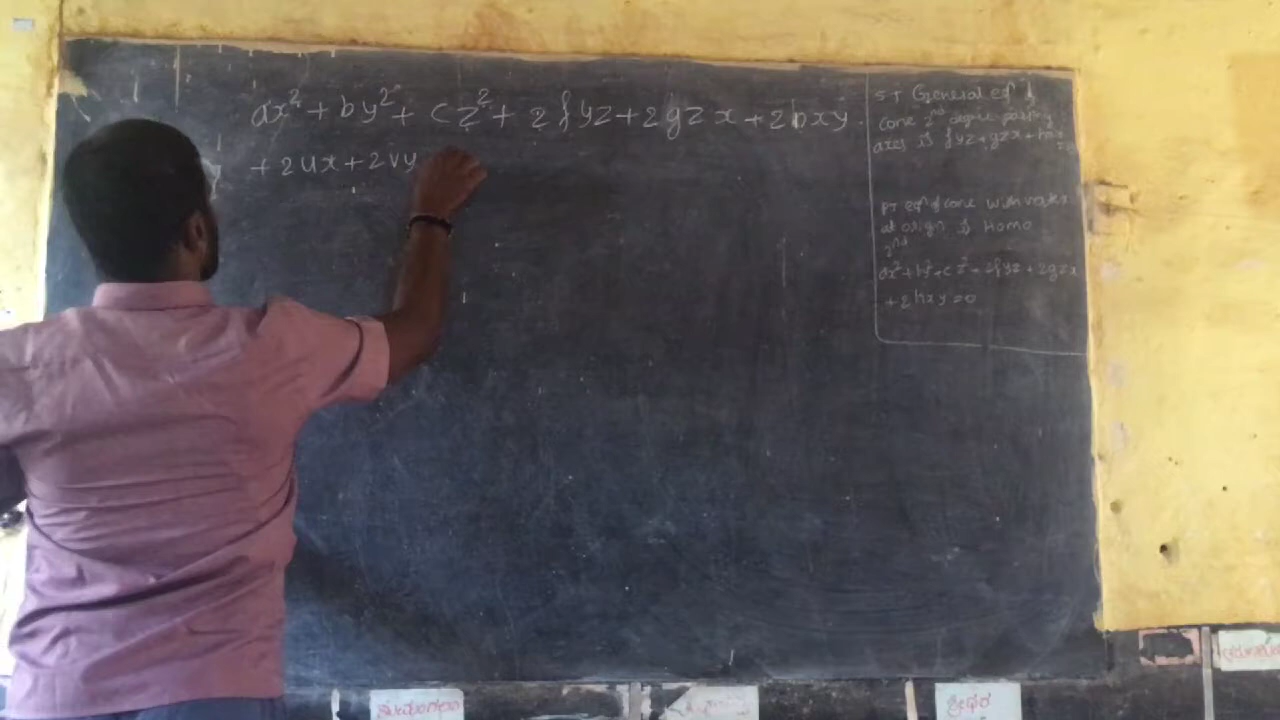 ax² + by² + cz² + 2fyz + 2gzx + 2hxy
+ 2ux + 2vy
ST General eqn of
cone 2nd degree passing
axes is fyz + gzx + hxy
=0
PT eqn of cone with vertex
at origin is Homo
2nd
ax² + by² + cz² + 2fyz + 2gzx
+ 2hxy = 0
ಶ್ರೀಧರ